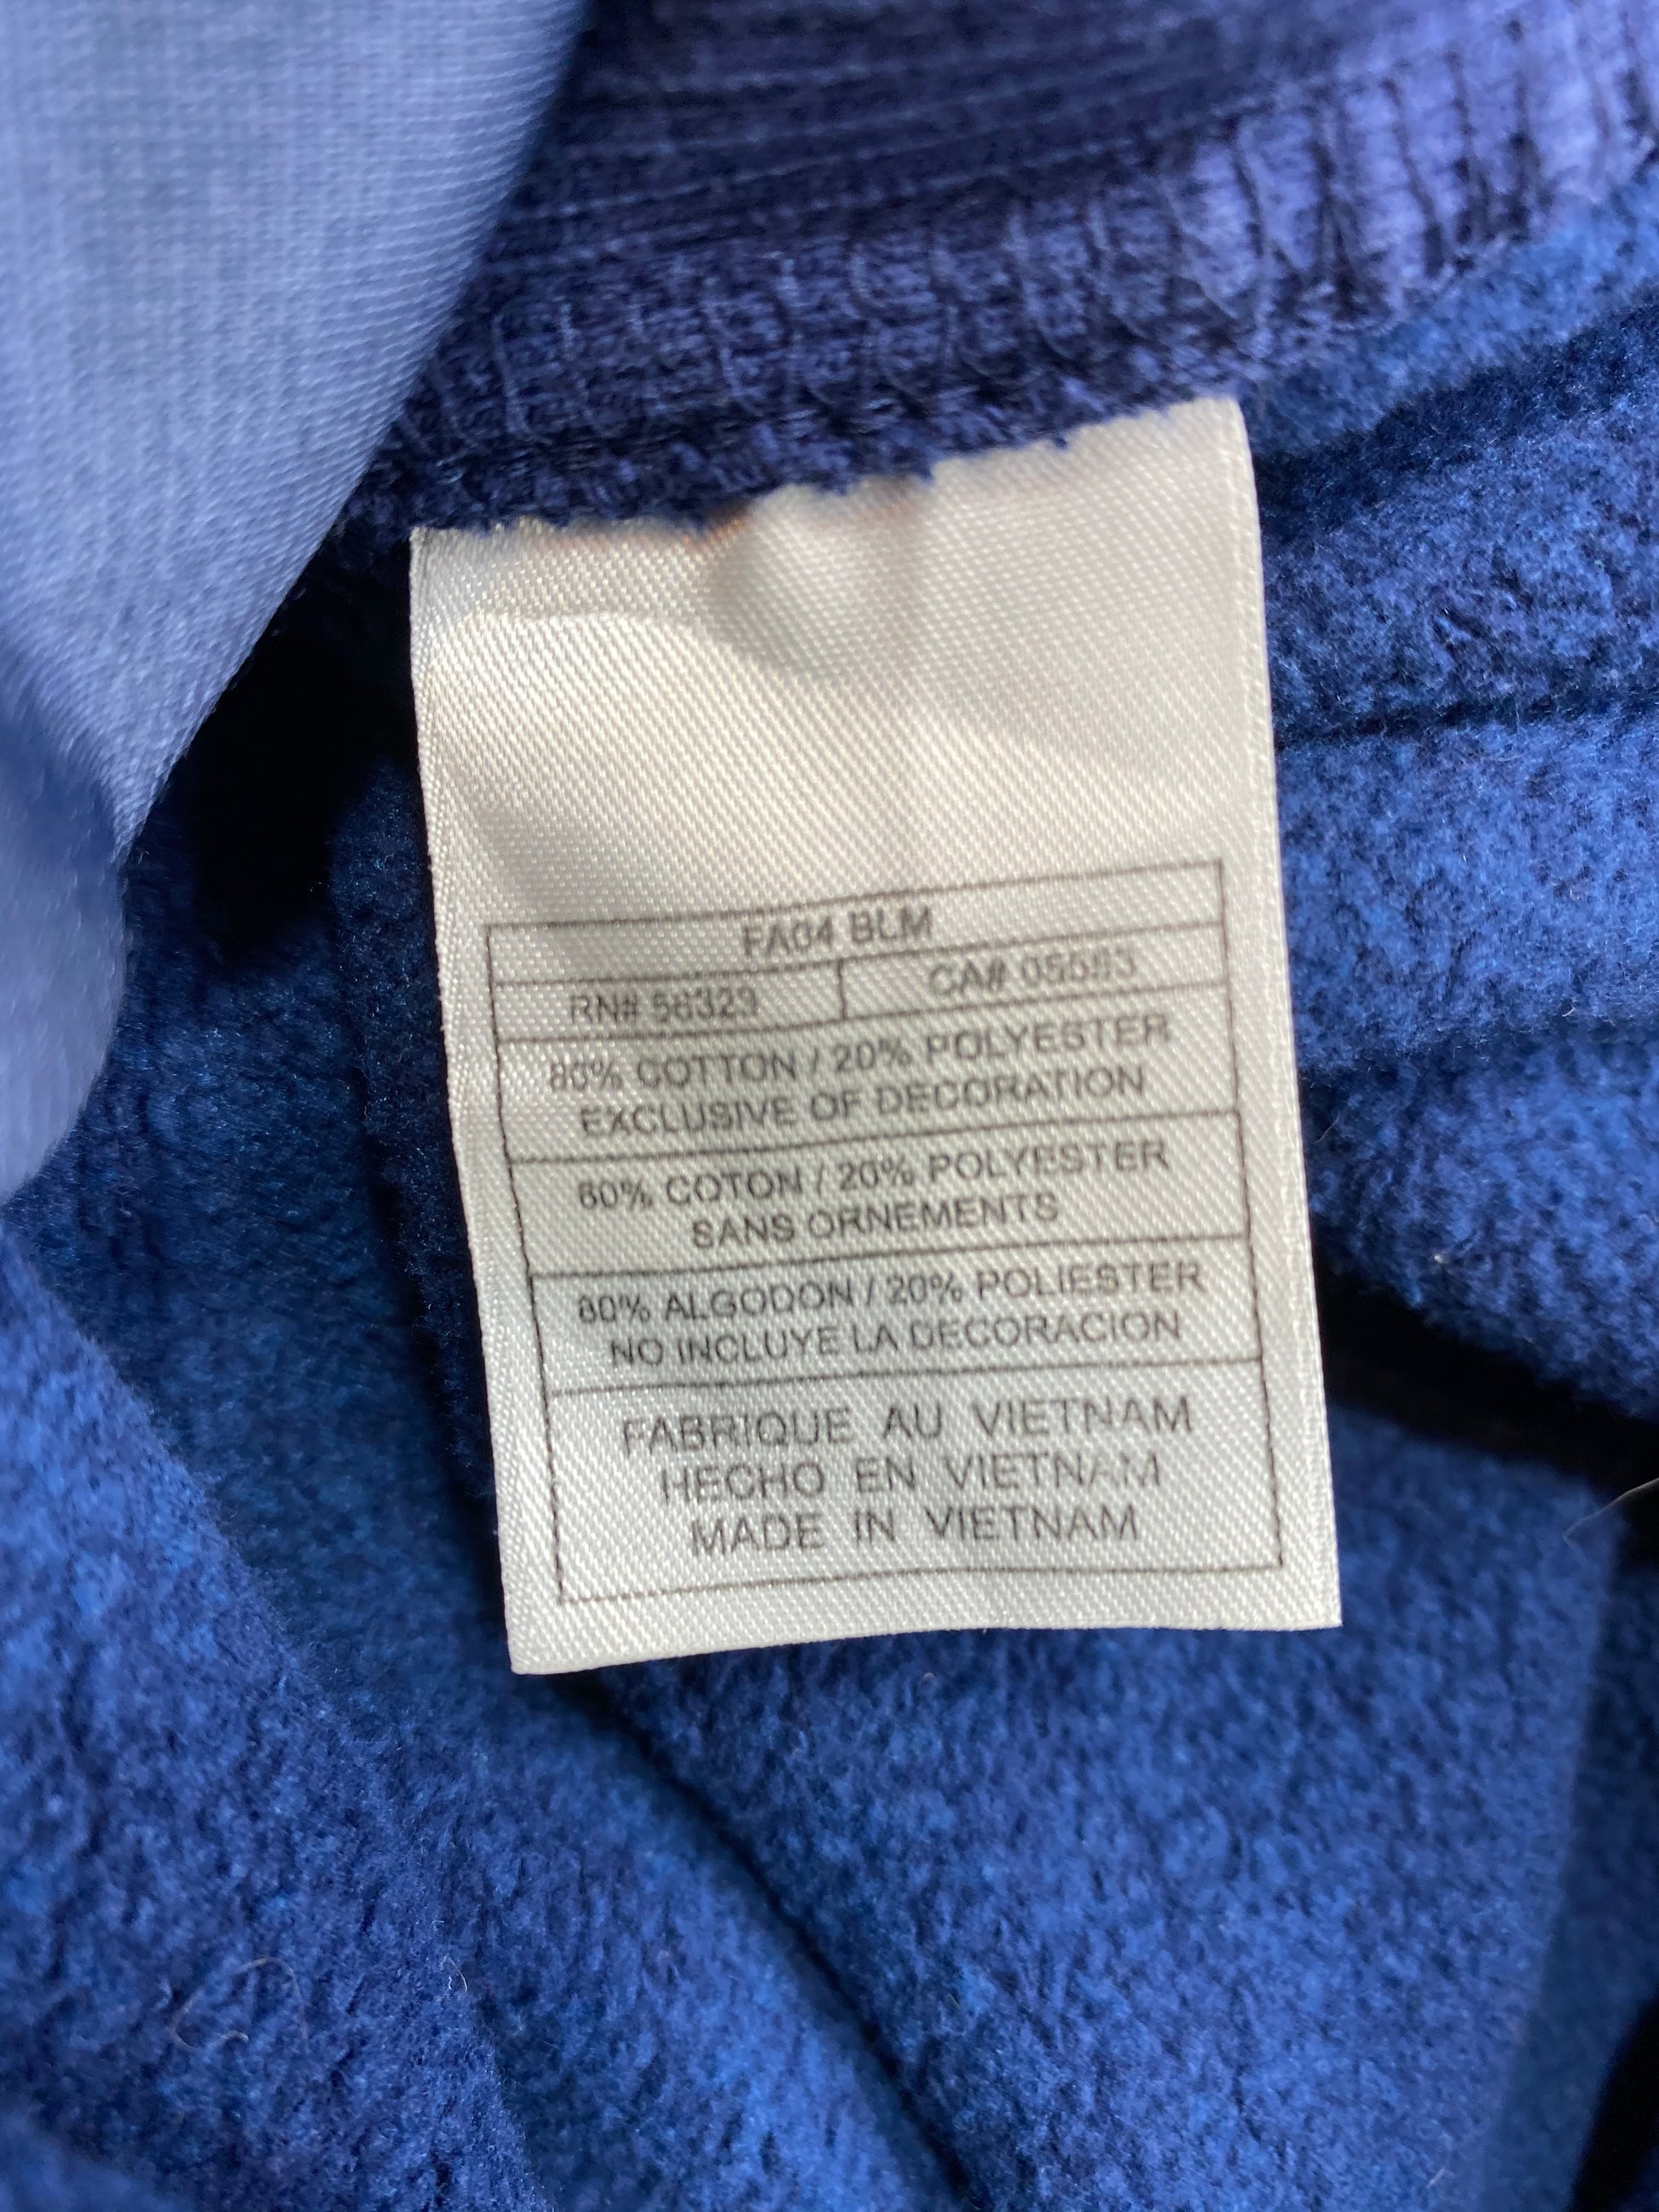 FA04 BLM
RN# 56323 CA# 05553
80% COTTON / 20% POLYESTER
EXCLUSIVE OF DECORATION
80% COTON / 20% POLYESTER
SANS ORNEMENTS
80% ALGODON / 20% POLIESTER
NO INCLUYE LA DECORACION
FABRIQUE AU VIETNAM
HECHO EN VIETNAM
MADE IN VIETNAM